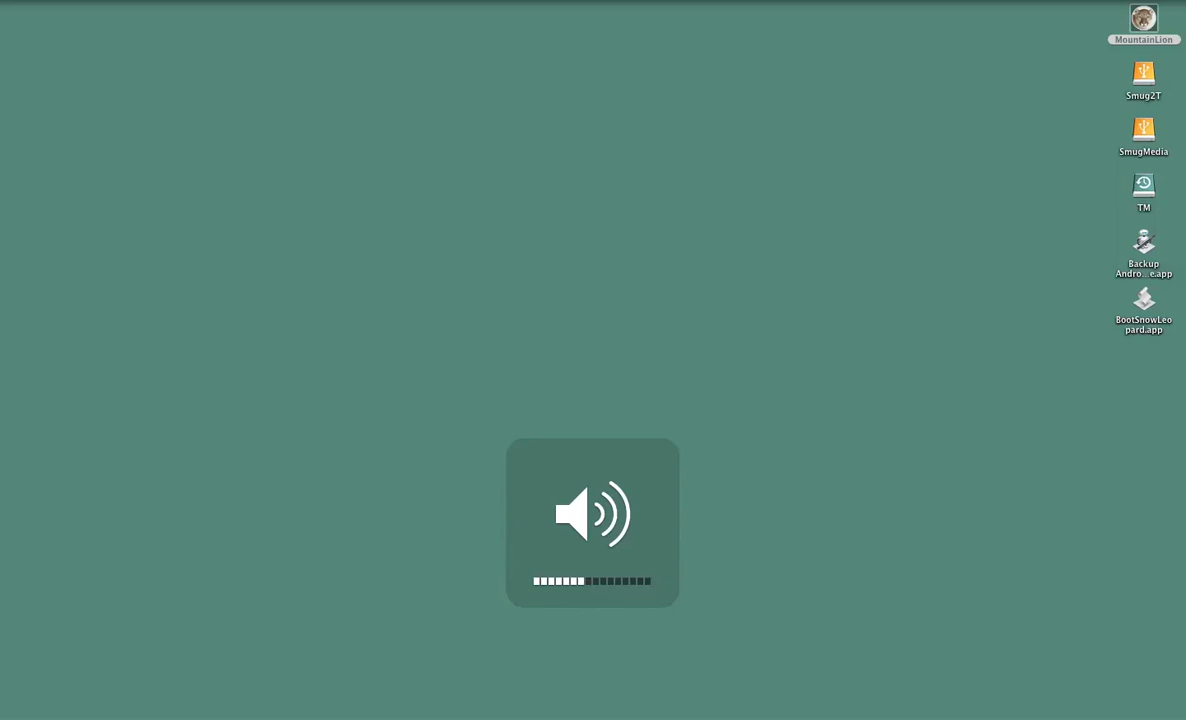 MountainLion
Smug2T
SmugMedia
TM
Backup
Andro...e.app
BootSnowLeo
pard.app